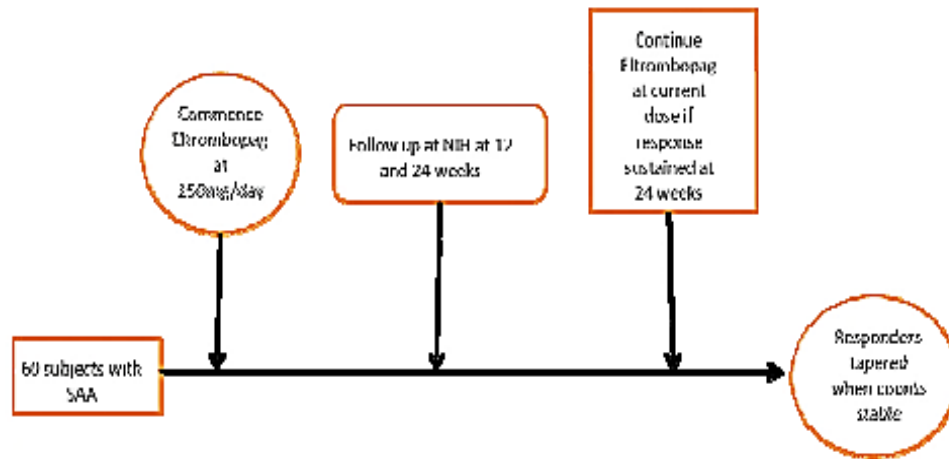 Commence
Eltrombopag
at
150mg/day
Follow up at NIH at 12
and 24 weeks
Continue
Eltrombopag
at current
dose if
response
sustained at
24 weeks
60 subjects with
SAA
Responders
tapered
when counts
stable